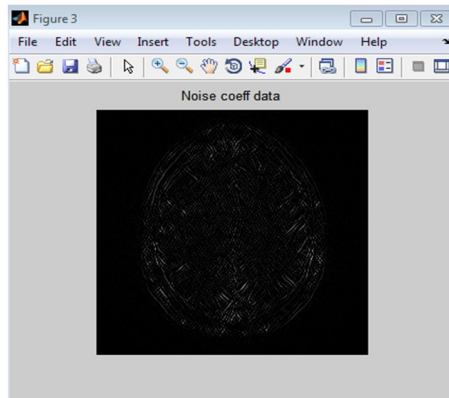 Figure 3
File Edit View Insert Tools Desktop Window Help
Noise coeff data